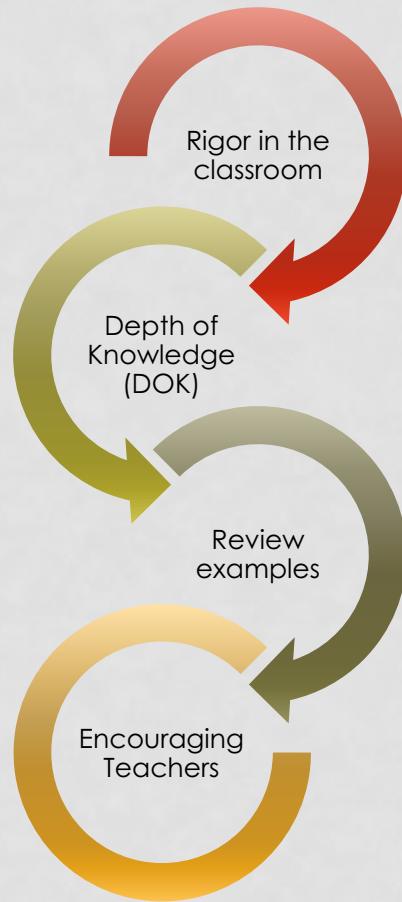 Rigor in the
classroom
Depth of
Knowledge
(DOK)
Review
examples
Encouraging
Teachers